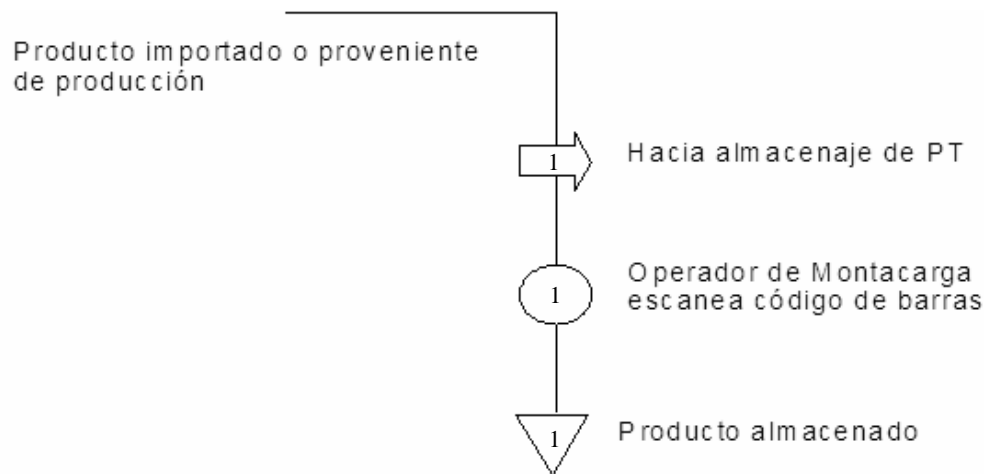 Producto importado o proveniente
de producción
1
Hacia almacenaje de PT
1
Operador de Montacarga
escanea código de barras
1
Producto almacenado